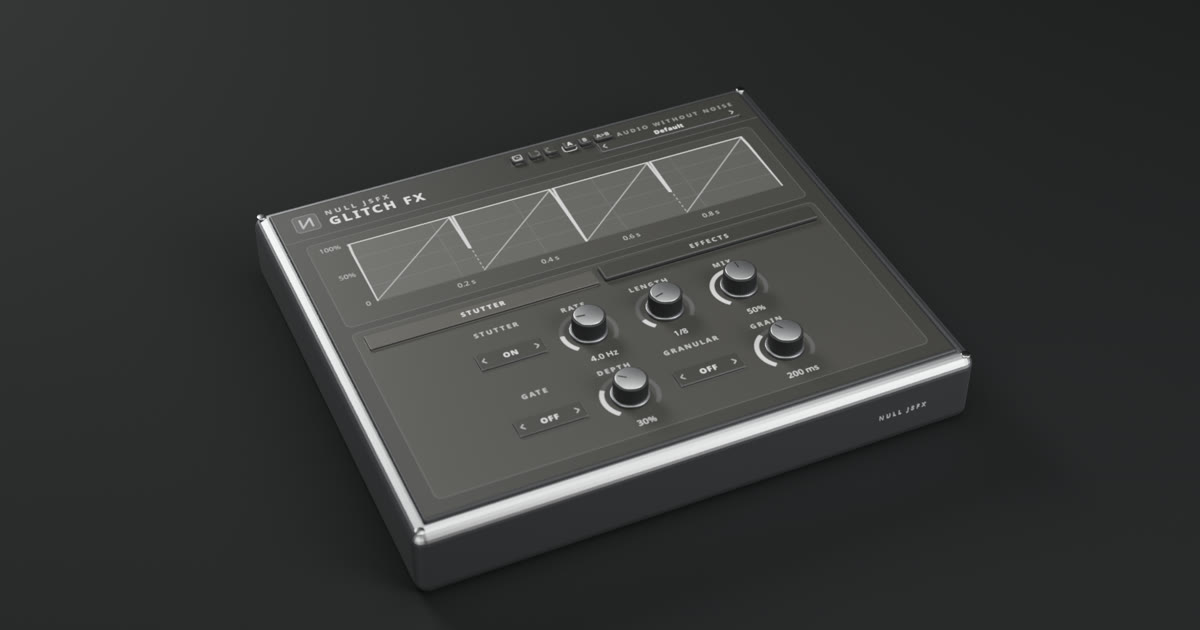 NULL JSFX
GLITCH FX
A B A>B
AUDIO WITHOUT NOISE
< Default >
100%
50%
0
0.2 s
0.4 s
0.6 s
0.8 s
STUTTER
EFFECTS
STUTTER
< ON >
RATE
4.0 Hz
LENGTH
1/8
MIX
50%
GATE
< OFF >
DEPTH
30%
GRANULAR
< OFF >
GRAIN
200 ms
NULL JSFX